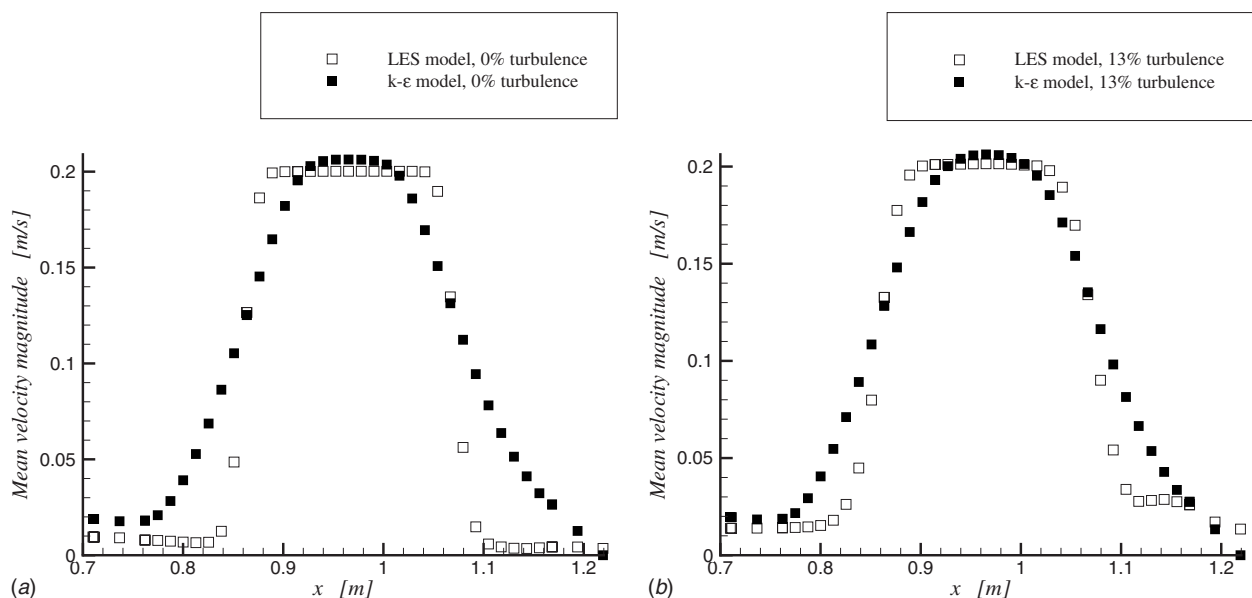 LES model, 0% turbulence
k-ε model, 0% turbulence
0.2
0.15
0.1
0.05
0
Mean velocity magnitude [m/s]
0.7
0.8
0.9
1
1.1
1.2
x [m]
(a)
LES model, 13% turbulence
k-ε model, 13% turbulence
0.2
0.15
0.1
0.05
0
Mean velocity magnitude [m/s]
0.7
0.8
0.9
1
1.1
1.2
x [m]
(b)